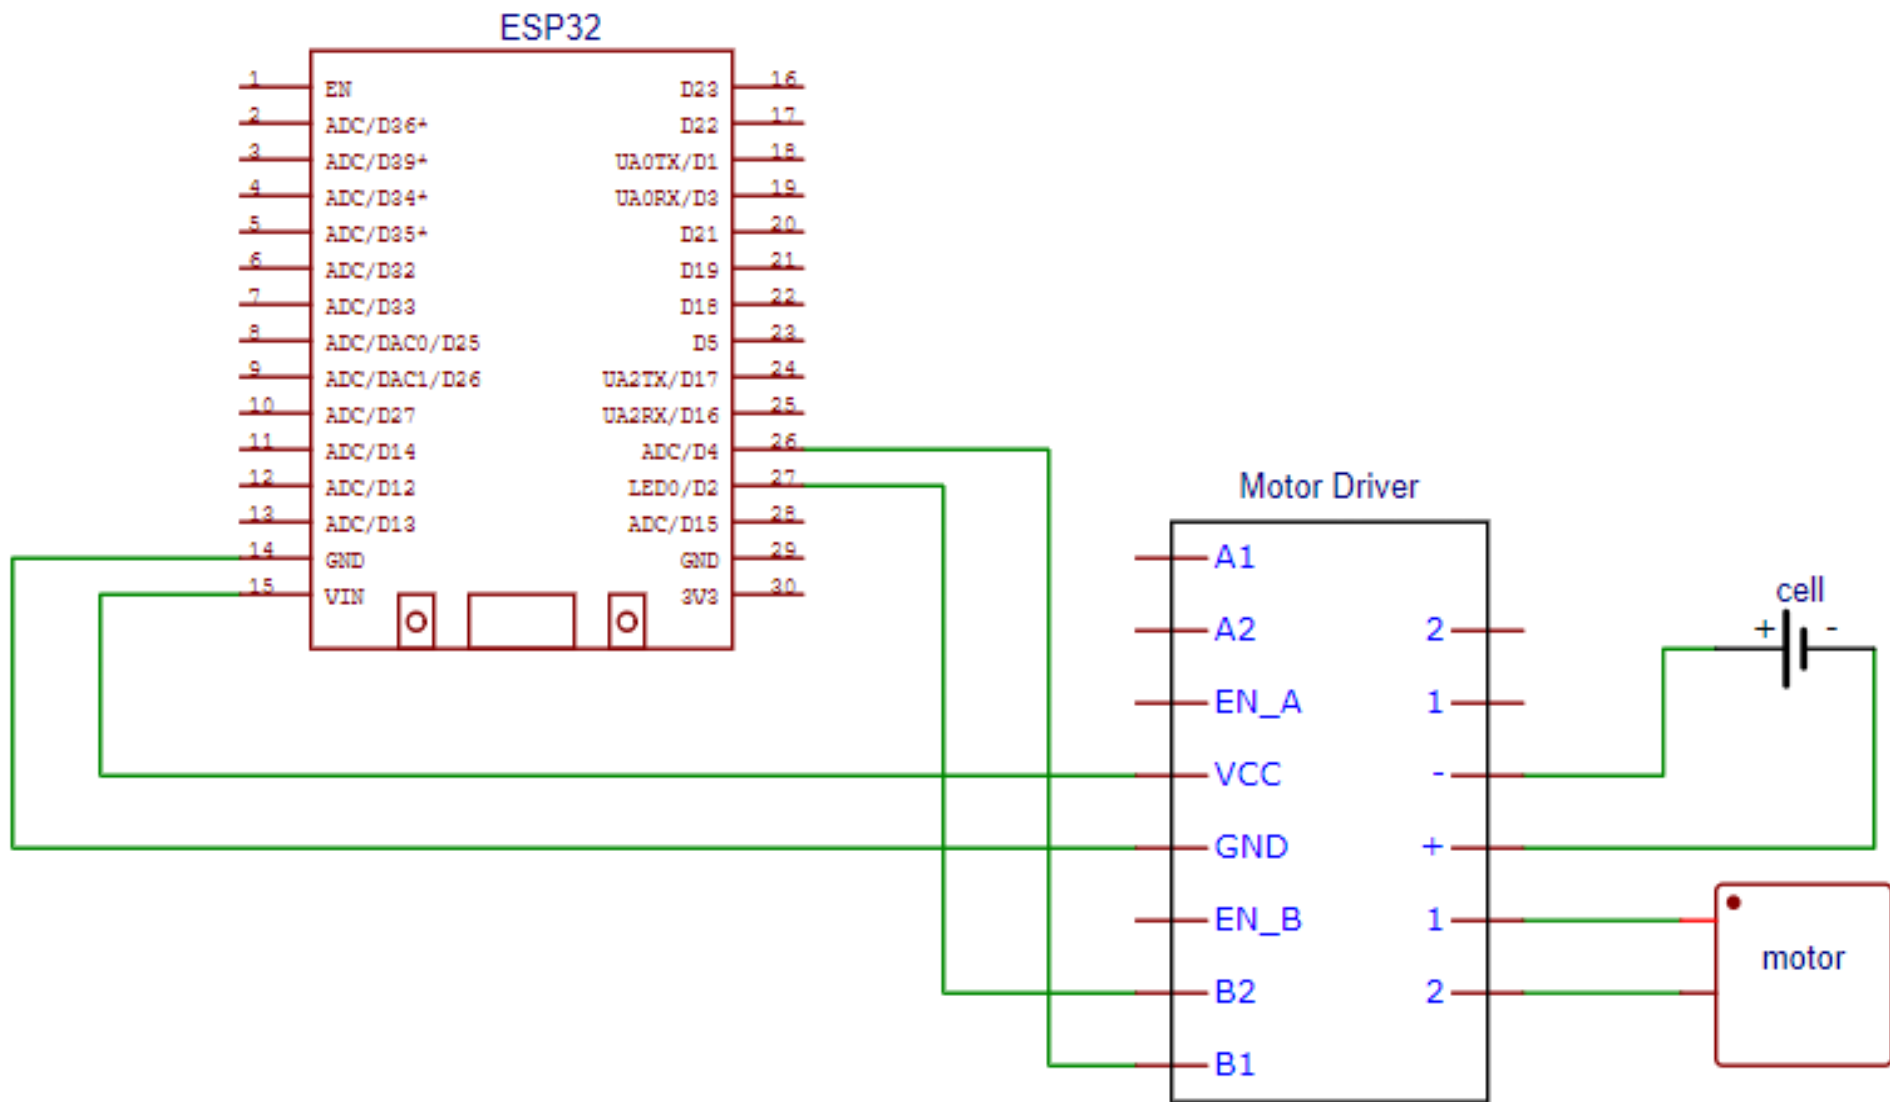 ESP32
1 EN
2 ADC/D36*
3 ADC/D39*
4 ADC/D34*
5 ADC/D35*
6 ADC/D32
7 ADC/D33
8 ADC/DAC0/D25
9 ADC/DAC1/D26
10 ADC/D27
11 ADC/D14
12 ADC/D12
13 ADC/D13
14 GND
15 VIN
D23 16
D22 17
UA0TX/D1 18
UA0RX/D3 19
D21 20
D19 21
D18 22
D5 23
UA2TX/D17 24
UA2RX/D16 25
ADC/D4 26
LED0/D2 27
ADC/D15 28
GND 29
3V3 30
Motor Driver
A1
A2
EN_A
VCC
GND
EN_B
B2
B1
2
1
-
+
1
2
cell
+ -
motor